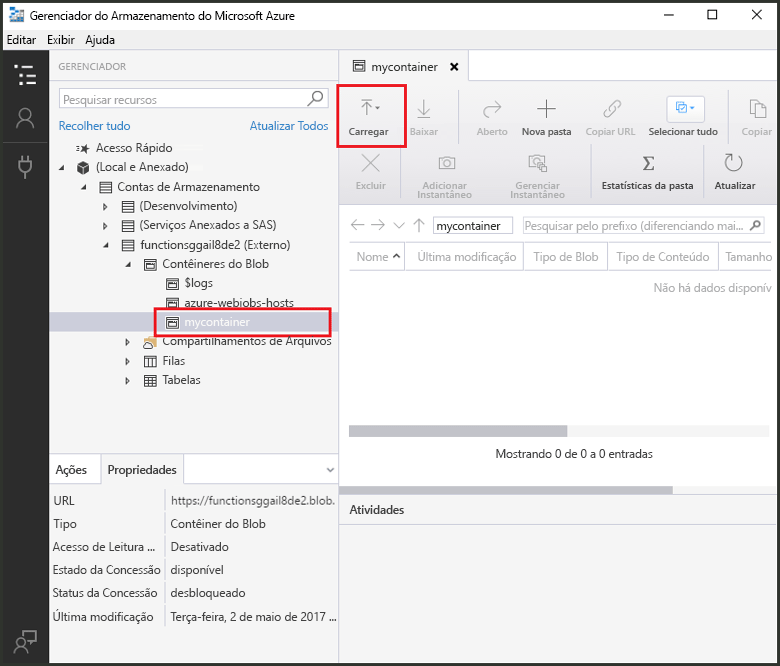 Gerenciador do Armazenamento do Microsoft Azure
Editar Exibir Ajuda
GERENCIADOR
Pesquisar recursos
Recolher tudo Atualizar Todos
Acesso Rápido
(Local e Anexado)
Contas de Armazenamento
(Desenvolvimento)
(Serviços Anexados a SAS)
functionsggail8de2 (Externo)
Contêineres do Blob
$logs
azure-webjobs-hosts
mycontainer
Compartilhamentos de Arquivos
Filas
Tabelas
Ações Propriedades
URL https://functionsggail8de2.blob.
Tipo Contêiner do Blob
Acesso de Leitura ... Desativado
Estado da Concessão disponível
Status da Concessão desbloqueado
Última modificação Terça-feira, 2 de maio de 2017 ...
mycontainer
Carregar Baixar Aberto Nova pasta Copiar URL Selecionar tudo Copiar
Excluir Adicionar Instantâneo Gerenciar Instantâneo Estatísticas da pasta Atualizar
mycontainer Pesquisar pelo prefixo (diferenciando mai...
Nome Última modificação Tipo de Blob Tipo de Conteúdo Tamanho
Não há dados disponív
Mostrando 0 de 0 a 0 entradas
Atividades